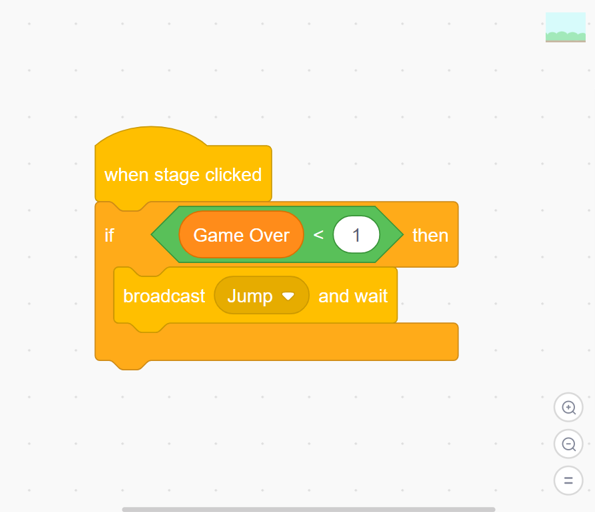 when stage clicked
if Game Over < 1 then
broadcast Jump and wait